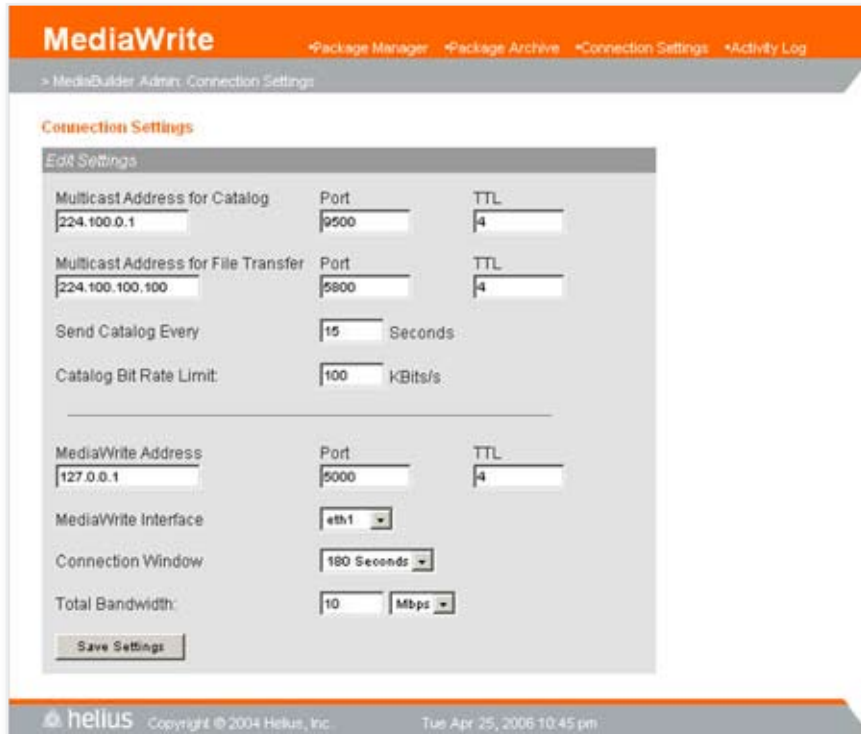 MediaWrite
•Package Manager •Package Archive •Connection Settings •Activity Log
> MediaBuilder Admin: Connection Settings
Connection Settings
Edit Settings
Multicast Address for Catalog Port TTL
224.100.0.1 9500 4
Multicast Address for File Transfer Port TTL
224.100.100.100 5800 4
Send Catalog Every 15 Seconds
Catalog Bit Rate Limit: 100 KBits/s
MediaWrite Address Port TTL
127.0.0.1 5000 4
MediaWrite Interface eth1
Connection Window 180 Seconds
Total Bandwidth: 10 Mbps
Save Settings
helius Copyright © 2004 Helius, Inc. Tue Apr 25, 2006 10:45 pm